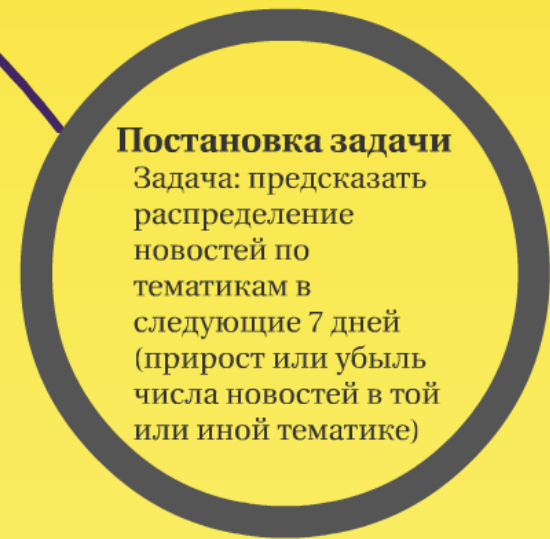 Постановка задачи
Задача: предсказать
распределение
новостей по
тематикам в
следующие 7 дней
(прирост или убыль
числа новостей в той
или иной тематике)